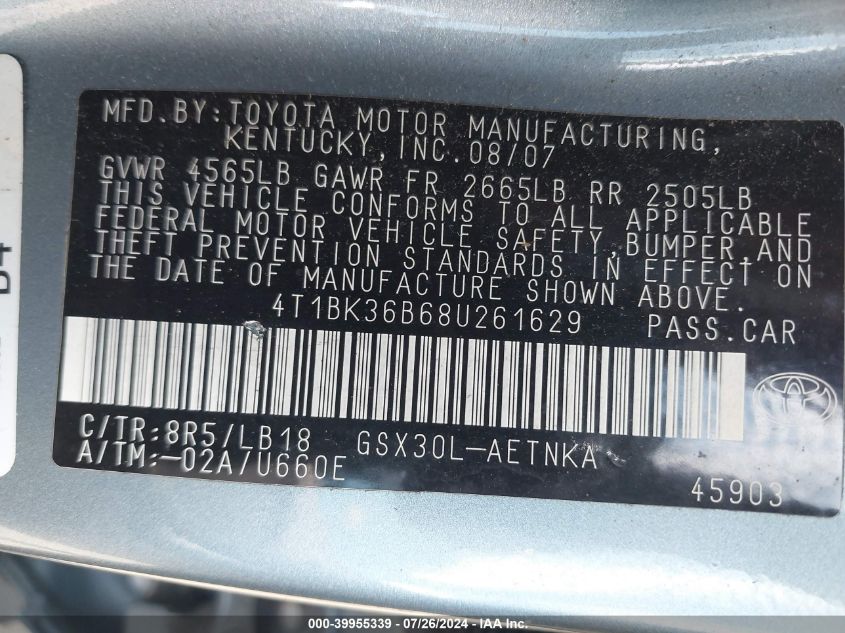 MFD.BY:TOYOTA MOTOR MANUFACTURING,
KENTUCKY,INC.08/07
GVWR 4565LB GAWR FR 2665LB RR 2505LB
THIS VEHICLE CONFORMS TO ALL APPLICABLE
FEDERAL MOTOR VEHICLE SAFETY,BUMPER,AND
THEFT PREVENTION STANDARDS IN EFFECT ON
THE DATE OF MANUFACTURE SHOWN ABOVE.
4T1BK36B68U261629 PASS.CAR
C/TR:8R5/LB18 GSX30L-AETNKA
A/TM:-02A/U660E
45903
000-39955339 - 07/26/2024 - IAA Inc.